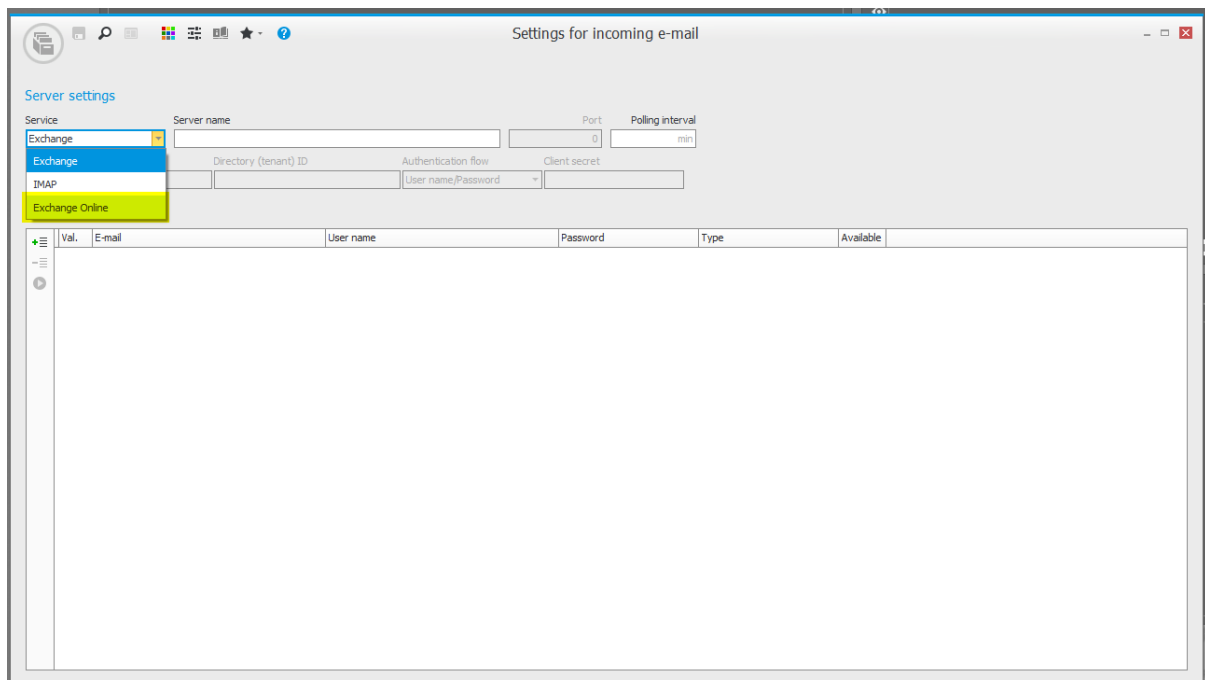 Settings for incoming e-mail
Server settings
Service Server name Port Polling interval
Exchange 0 min
Exchange Directory (tenant) ID Authentication flow Client secret
IMAP User name/Password
Exchange Online
Val. E-mail User name Password Type Available